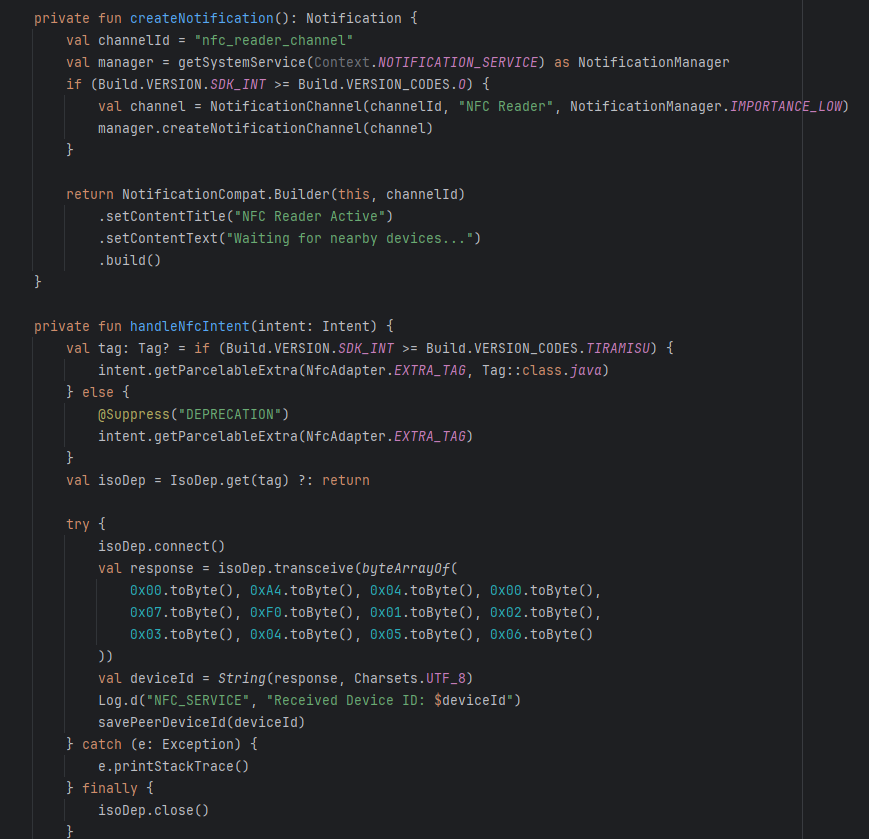 private fun createNotification(): Notification {
    val channelId = "nfc_reader_channel"
    val manager = getSystemService(Context.NOTIFICATION_SERVICE) as NotificationManager
    if (Build.VERSION.SDK_INT >= Build.VERSION_CODES.O) {
        val channel = NotificationChannel(channelId, "NFC Reader", NotificationManager.IMPORTANCE_LOW)
        manager.createNotificationChannel(channel)
    }

    return NotificationCompat.Builder(this, channelId)
        .setContentTitle("NFC Reader Active")
        .setContentText("Waiting for nearby devices...")
        .build()
}

private fun handleNfcIntent(intent: Intent) {
    val tag: Tag? = if (Build.VERSION.SDK_INT >= Build.VERSION_CODES.TIRAMISU) {
        intent.getParcelableExtra(NfcAdapter.EXTRA_TAG, Tag::class.java)
    } else {
        @Suppress("DEPRECATION")
        intent.getParcelableExtra(NfcAdapter.EXTRA_TAG)
    }
    val isoDep = IsoDep.get(tag) ?: return

    try {
        isoDep.connect()
        val response = isoDep.transceive(byteArrayOf(
            0x00.toByte(), 0xA4.toByte(), 0x04.toByte(), 0x00.toByte(),
            0x07.toByte(), 0xF0.toByte(), 0x01.toByte(), 0x02.toByte(),
            0x03.toByte(), 0x04.toByte(), 0x05.toByte(), 0x06.toByte()
        ))
        val deviceId = String(response, Charsets.UTF_8)
        Log.d("NFC_SERVICE", "Received Device ID: $deviceId")
        savePeerDeviceId(deviceId)
    } catch (e: Exception) {
        e.printStackTrace()
    } finally {
        isoDep.close()
    }